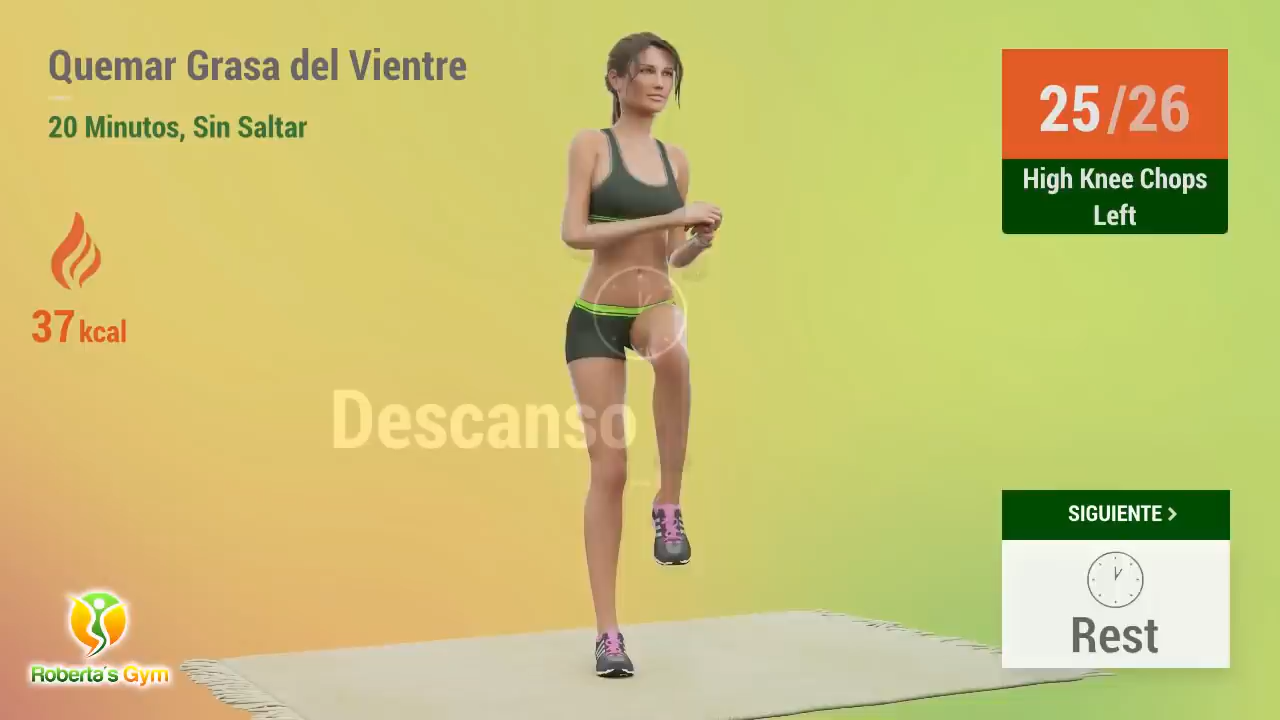 Quemar Grasa del Vientre
20 Minutos, Sin Saltar
25/26
High Knee Chops
Left
37 kcal
Descanso
SIGUIENTE >
Rest
Roberta's Gym